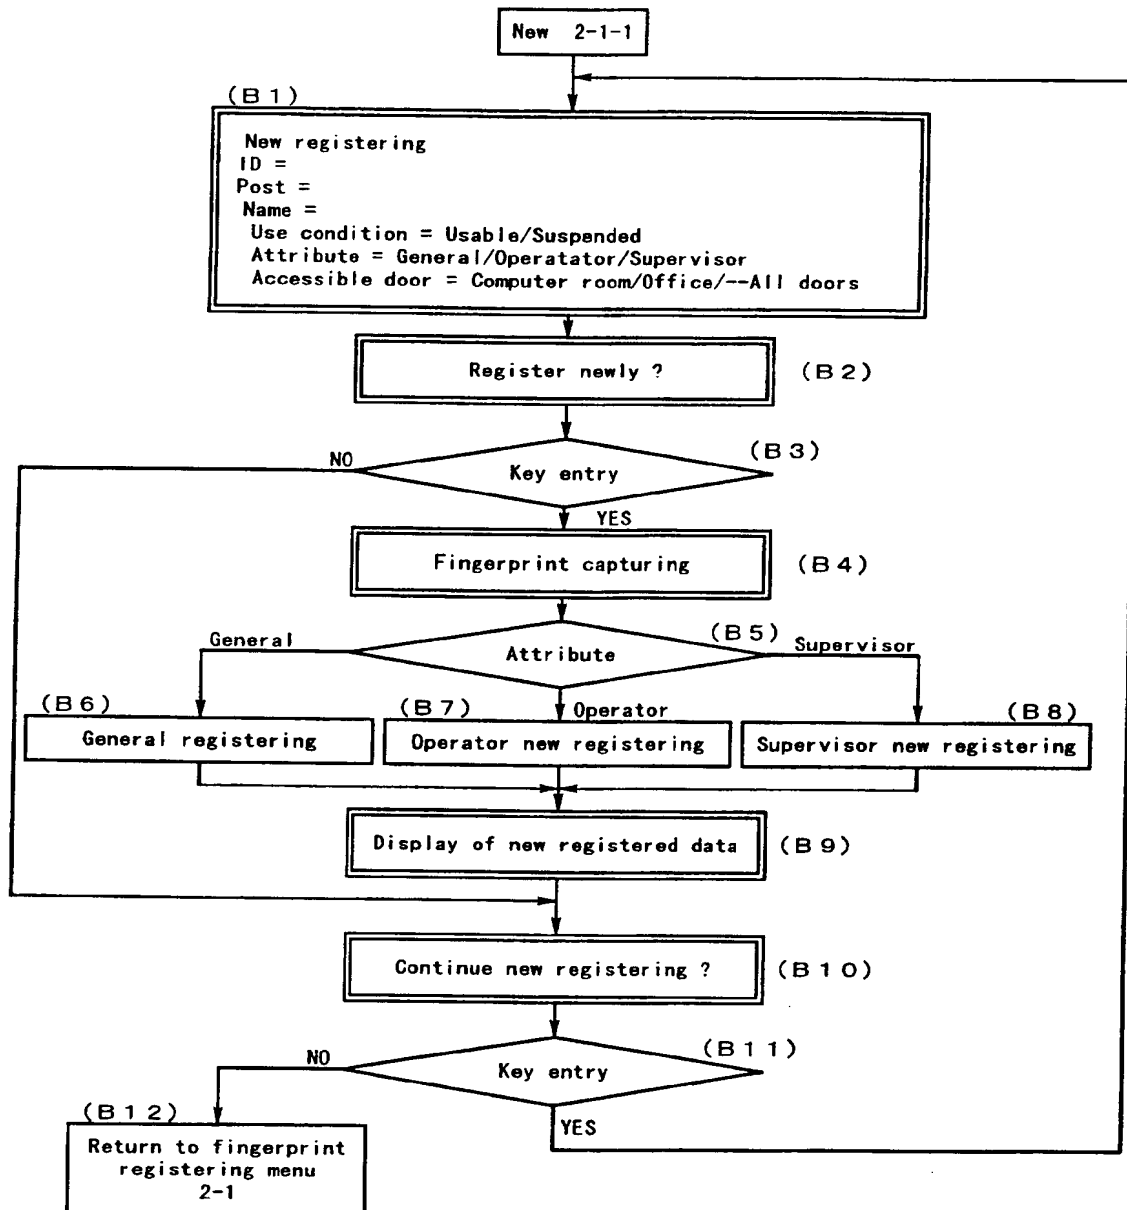 New 2-1-1
(B1)
New registering
ID =
Post =
Name =
Use condition = Usable/Suspended
Attribute = General/Operatator/Supervisor
Accessible door = Computer room/Office/--All doors
Register newly ?
(B2)
(B3)
NO
Key entry
YES
Fingerprint capturing
(B4)
(B5)
General
Attribute
Supervisor
(B6)
(B7)
Operator
(B8)
General registering
Operator new registering
Supervisor new registering
Display of new registered data
(B9)
Continue new registering ?
(B10)
(B11)
NO
Key entry
(B12)
YES
Return to fingerprint
registering menu
2-1